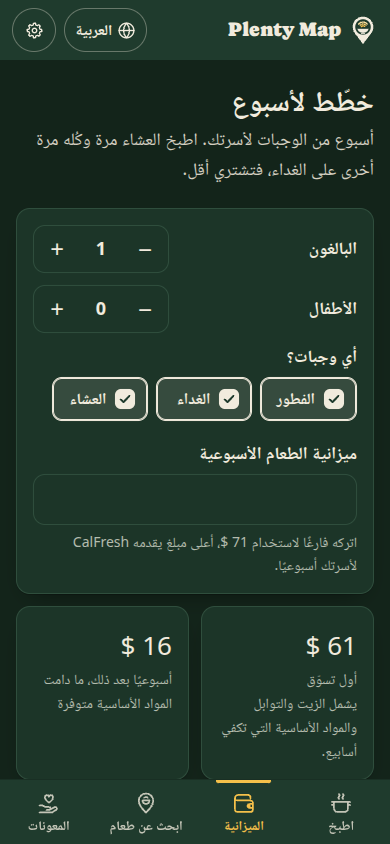 Plenty Map
العربية
خطّط لأسبوع
أسبوع من الوجبات لأسرتك. اطبخ العشاء مرة وكُله مرة
أخرى على الغداء، فتشتري أقل.
البالغون
− 1 +
الأطفال
− 0 +
أي وجبات؟
الفطور
الغداء
العشاء
ميزانية الطعام الأسبوعية
اتركه فارغًا لاستخدام 71 $، أعلى مبلغ يقدمه CalFresh
لأسرتك أسبوعيًا.
61 $
أول تسوّق
يشمل الزيت والتوابل
والمواد الأساسية التي تكفي
أسابيع.
16 $
أسبوعيًا بعد ذلك، ما دامت
المواد الأساسية متوفرة
اطبخ
الميزانية
ابحث عن طعام
المعونات